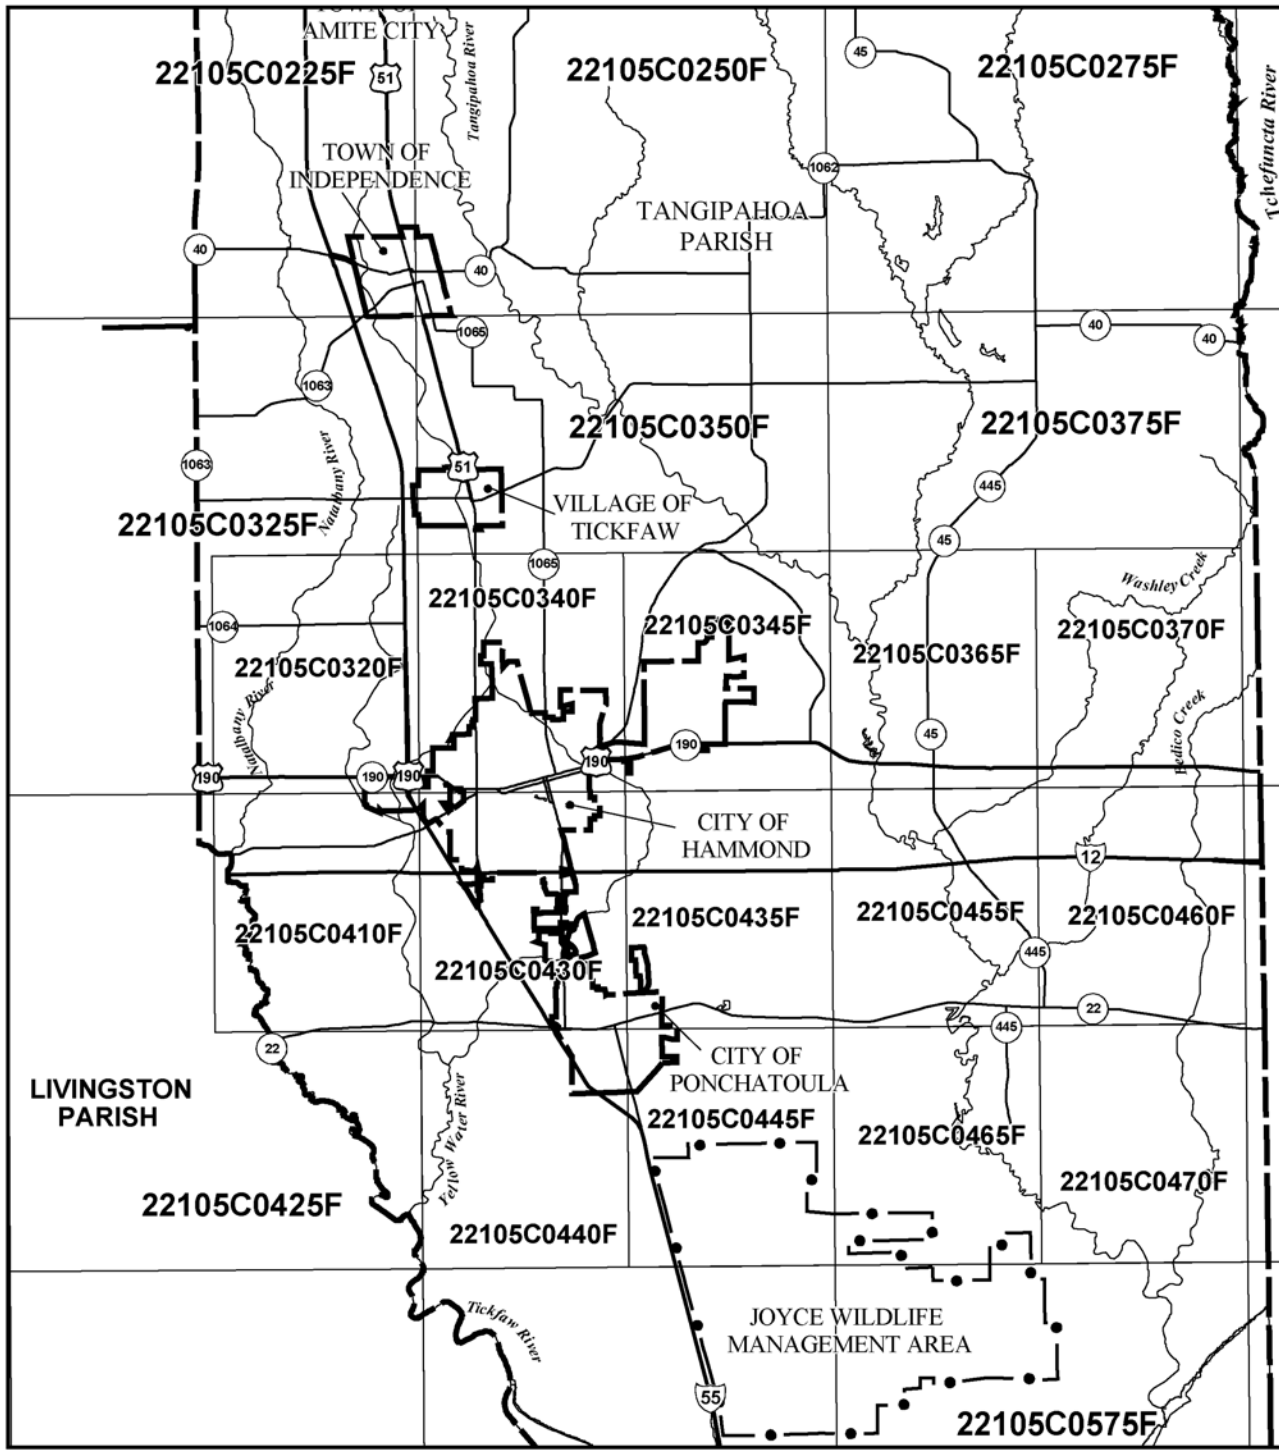 TOWN OF
AMITE CITY
22105C0225F
51
Tangipahoa River
22105C0250F
45
22105C0275F
Tchefuncta River
TOWN OF
INDEPENDENCE
1062
TANGIPAHOA
PARISH
40
40
1065
40
40
1063
22105C0350F
22105C0375F
Natalbany River
1063
51
445
VILLAGE OF
TICKFAW
22105C0325F
45
1065
Washley Creek
22105C0340F
1064
22105C0345F
22105C0370F
22105C0320F
22105C0365F
Natalbany River
45
Bedico Creek
190
190
190
190
190
CITY OF
HAMMOND
12
22105C0410F
22105C0435F
22105C0455F
22105C0460F
22105C0430F
445
22
22
445
CITY OF
PONCHATOULA
LIVINGSTON
PARISH
Yellow Water River
22105C0445F
22105C0465F
22105C0470F
22105C0425F
22105C0440F
Tickfaw River
JOYCE WILDLIFE
MANAGEMENT AREA
55
22105C0575F